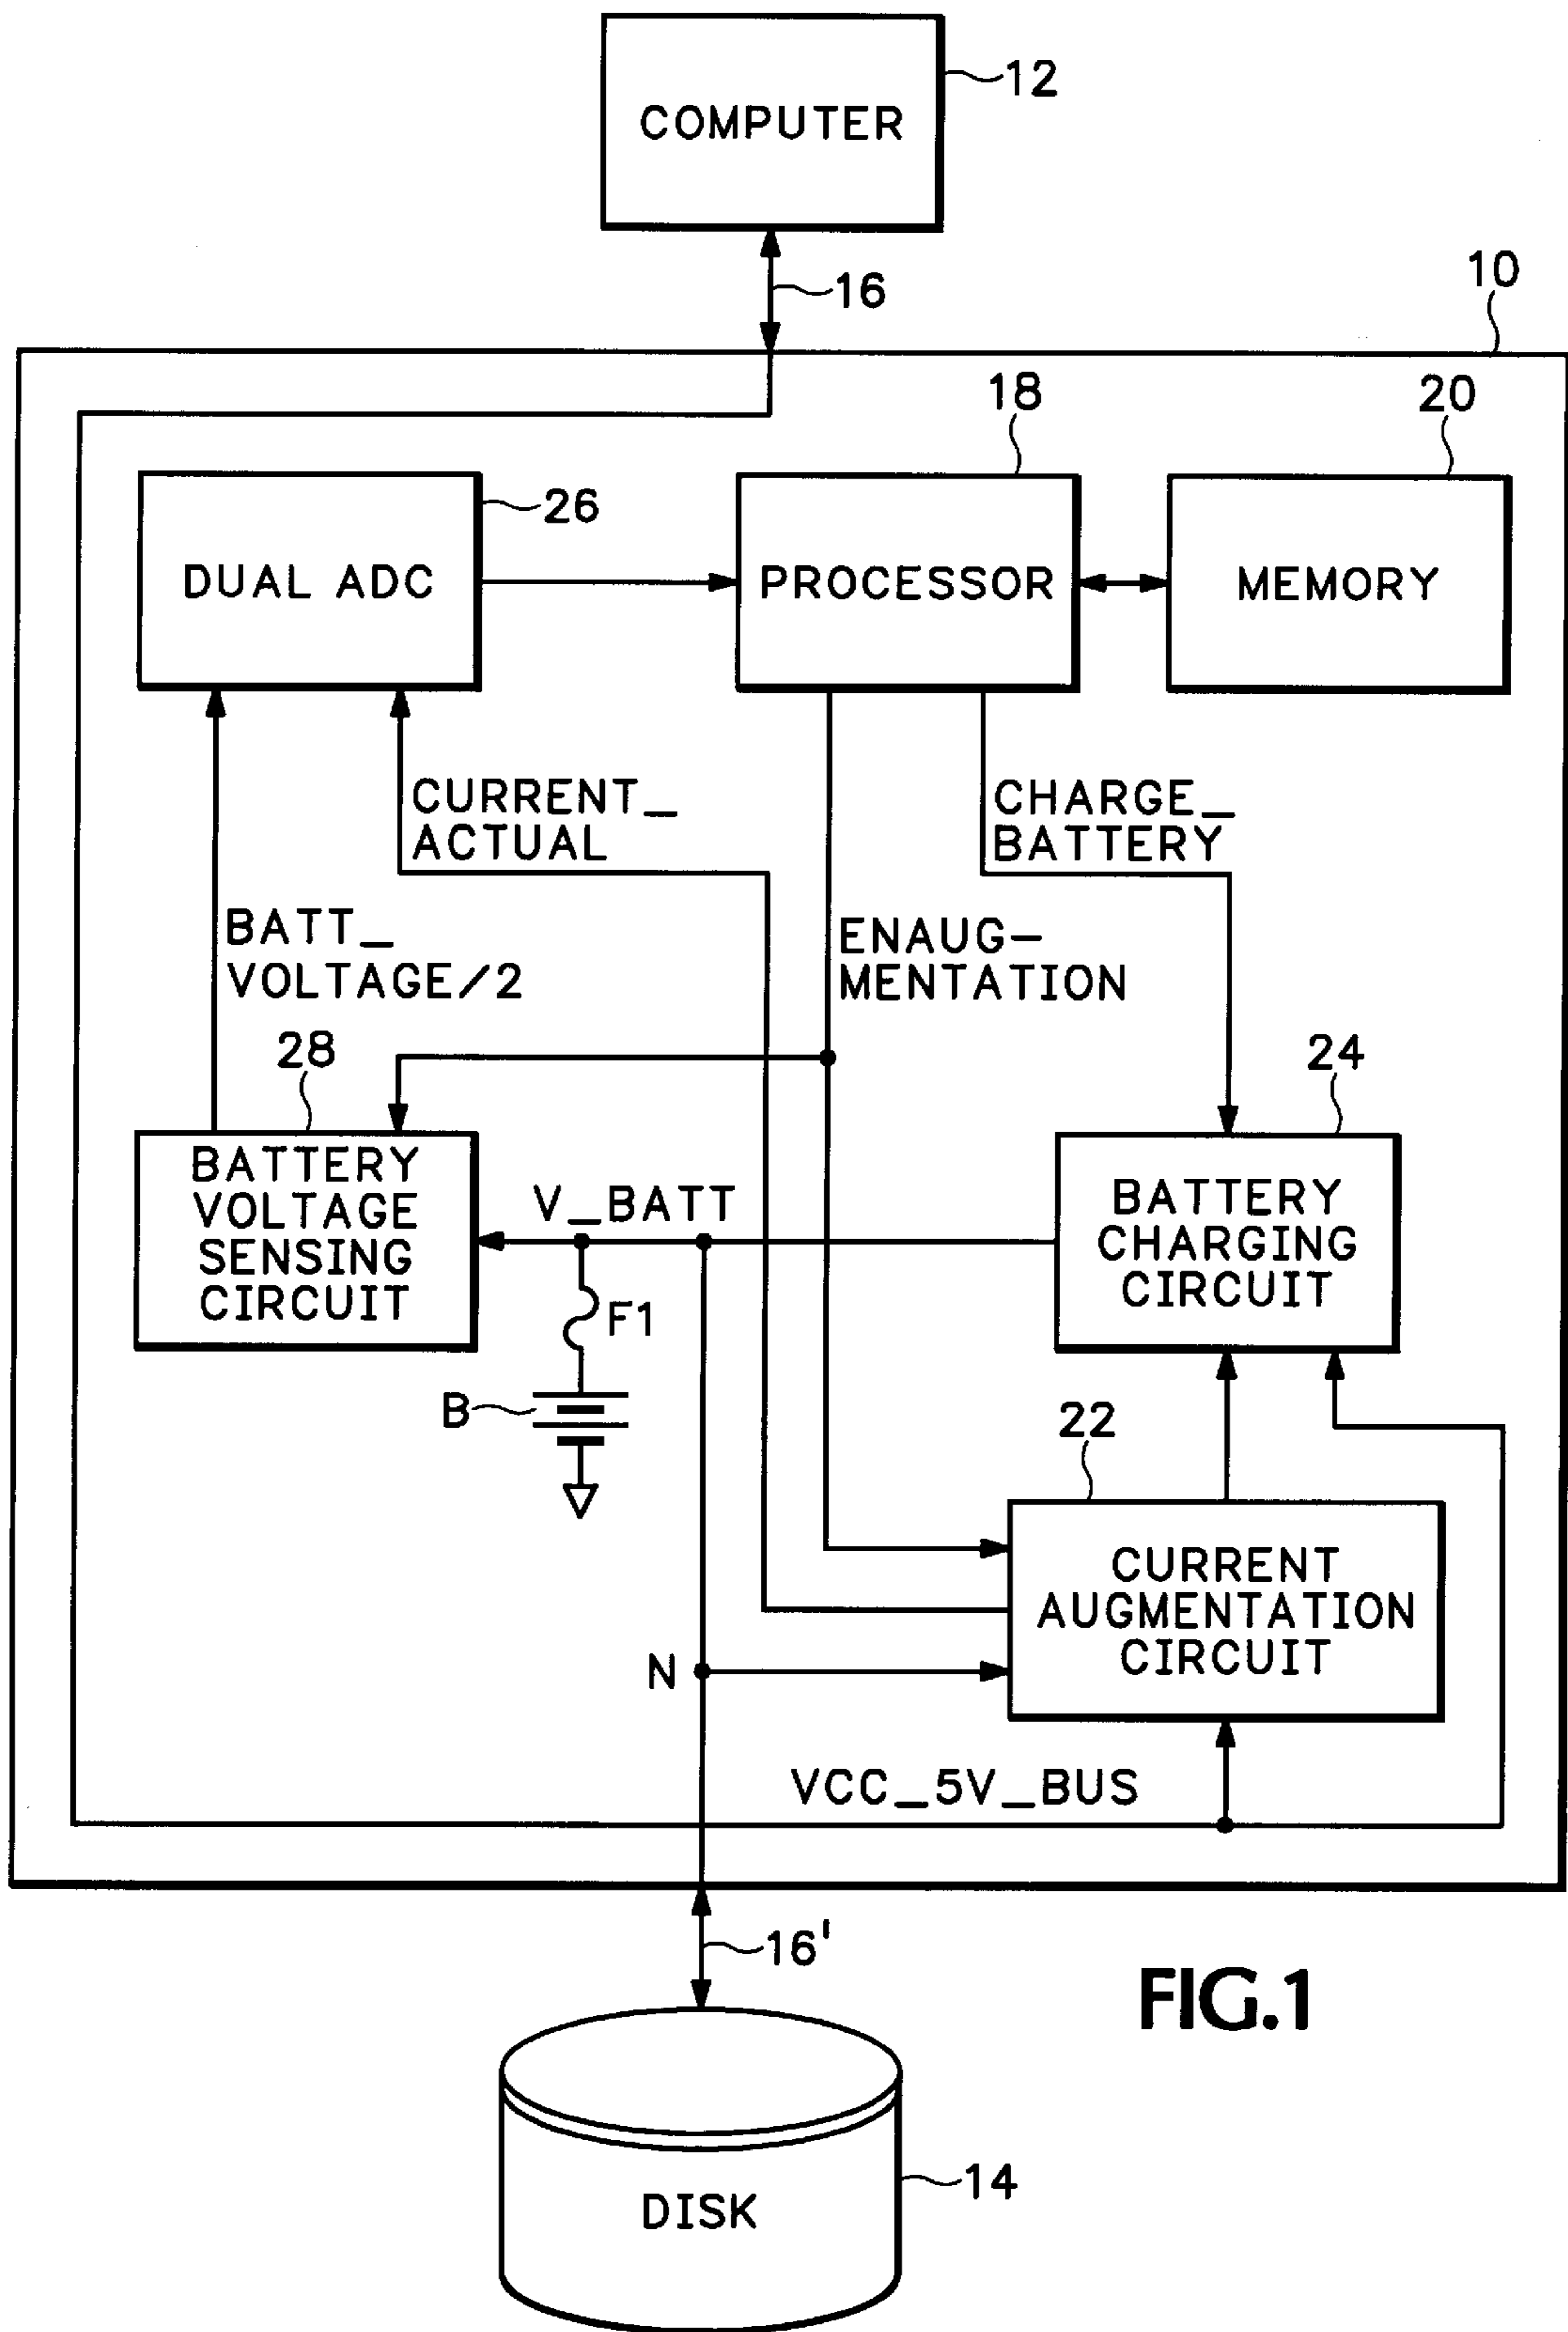 COMPUTER
12
16
10
18
20
26
DUAL ADC
PROCESSOR
MEMORY
CURRENT_
ACTUAL
CHARGE_
BATTERY
BATT_
VOLTAGE/2
ENAUG-
MENTATION
28
24
BATTERY
VOLTAGE
SENSING
CIRCUIT
V_BATT
BATTERY
CHARGING
CIRCUIT
F1
B
22
CURRENT
AUGMENTATION
CIRCUIT
N
VCC_5V_BUS
16'
FIG.1
14
DISK